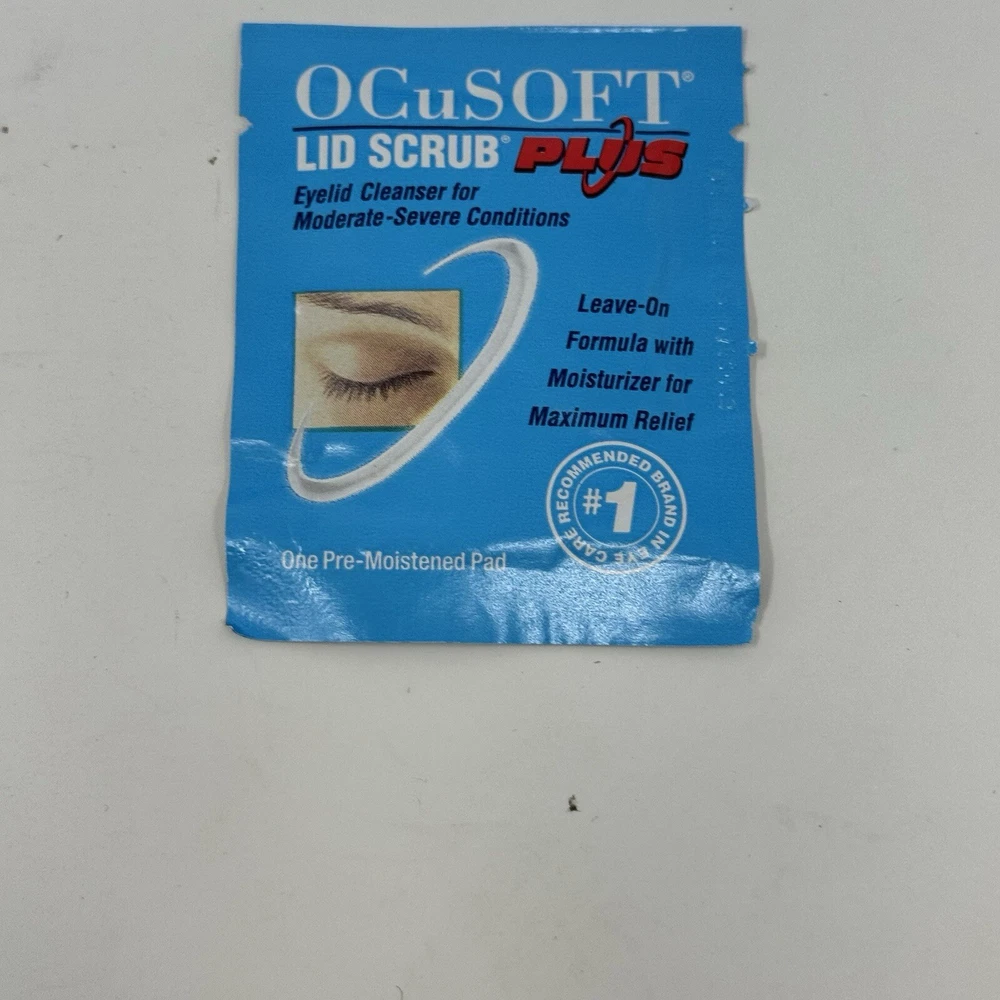 OCuSOFT®
LID SCRUB® PLUS
Eyelid Cleanser for
Moderate-Severe Conditions
Leave-On
Formula with
Moisturizer for
Maximum Relief
RECOMMENDED BRAND IN EYE CARE
#1
One Pre-Moistened Pad